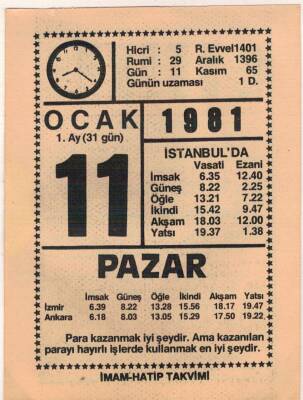 Hicri : 5 R. Evvel 1401
Rumi : 29 Aralık 1396
Gün : 11 Kasım 65
Günün uzaması 1 D.
OCAK
1. Ay (31 gün)
11
1981
İSTANBUL'DA
Vasati Ezani
İmsak 6.35 12.40
Güneş 8.22 2.25
Öğle 13.21 7.22
İkindi 15.42 9.47
Akşam 18.03 12.00
Yatsı 19.37 1.38
PAZAR
İmsak Güneş Öğle İkindi Akşam Yatsı
İzmir 6.39 8.22 13.28 15.56 18.17 19.47
Ankara 6.18 8.03 13.05 15.29 17.50 19.22
Para kazanmak iyi şeydir. Ama kazanılan
parayı hayırlı işlerde kullanmak en iyi şeydir.
İMAM-HATİP TAKVİMİ